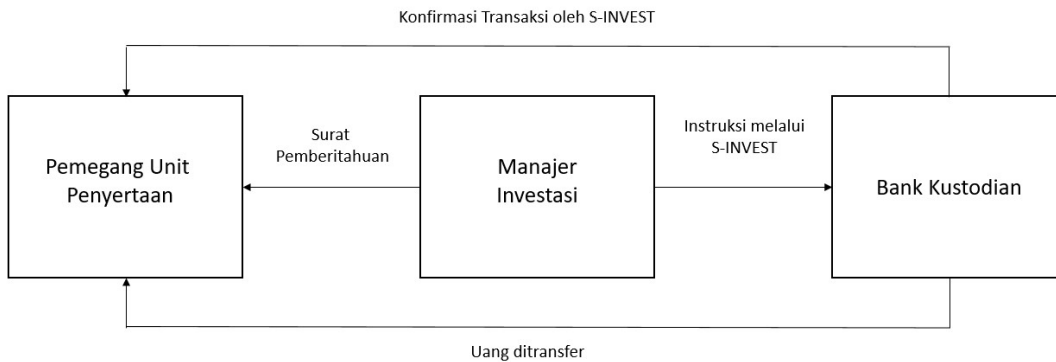 Konfirmasi Transaksi oleh S-INVEST
Pemegang Unit
Penyertaan
Surat
Pemberitahuan
Manajer
Investasi
Instruksi melalui
S-INVEST
Bank Kustodian
Uang ditransfer